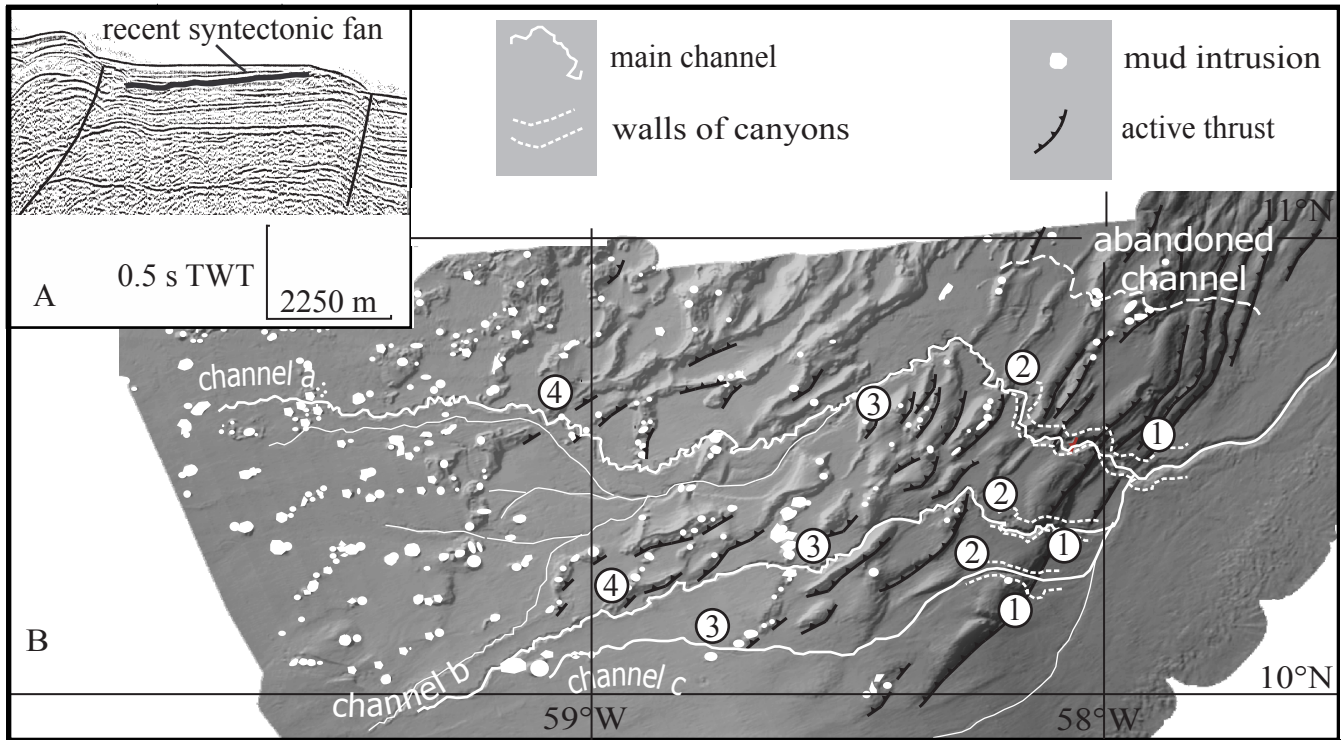 recent syntectonic fan
0.5 s TWT
2250 m
A
main channel
walls of canyons
mud intrusion
active thrust
11°N
abandoned
channel
channel a
4
3
2
1
2
3
1
2
4
1
3
B
channel b
channel c
10°N
59°W
58°W